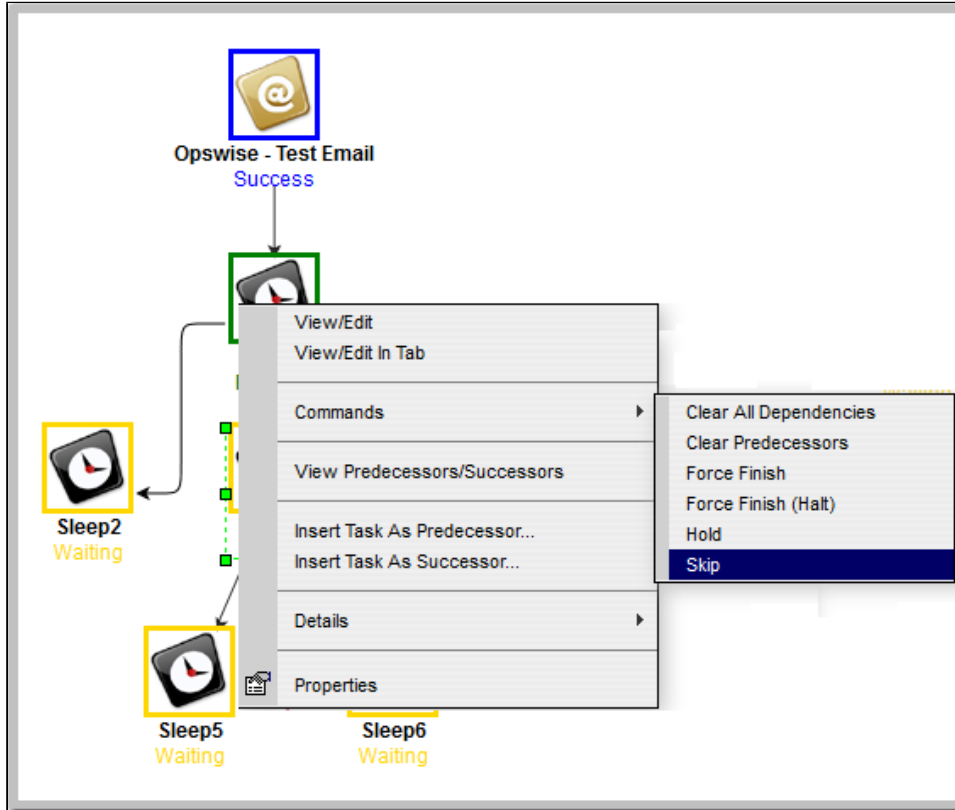 Opswise - Test Email
Success
View/Edit
View/Edit In Tab
Commands
View Predecessors/Successors
Insert Task As Predecessor...
Insert Task As Successor...
Details
Properties
Clear All Dependencies
Clear Predecessors
Force Finish
Force Finish (Halt)
Hold
Skip
Sleep2
Waiting
Sleep5
Waiting
Sleep6
Waiting